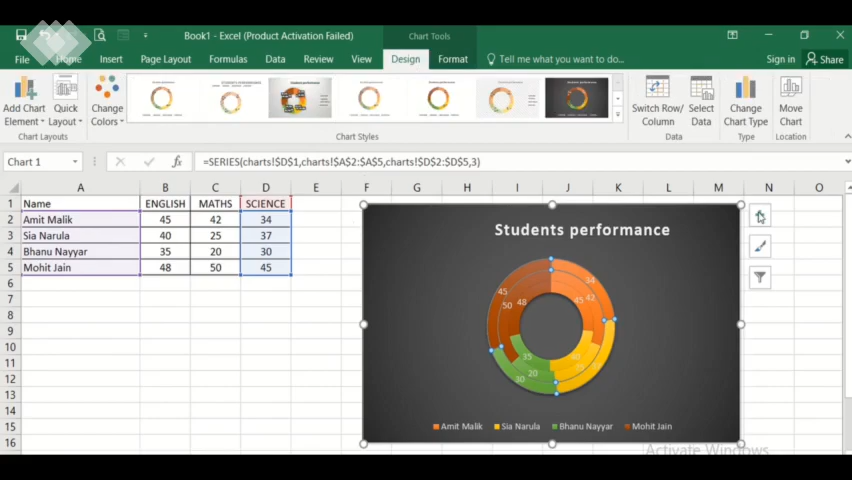 Book1 - Excel (Product Activation Failed)
Chart Tools
File Home Insert Page Layout Formulas Data Review View Design Format Tell me what you want to do... Sign in Share
Add Chart Element
Quick Layout
Change Colors
Switch Row/ Column
Select Data
Change Chart Type
Move Chart
Chart Layouts Chart Styles Data Type Location
Chart 1 fx =SERIES(charts!$D$1,charts!$A$2:$A$5,charts!$D$2:$D$5,3)
A B C D E F G H I J K L M N O
1 Name ENGLISH MATHS SCIENCE
2 Amit Malik 45 42 34
3 Sia Narula 40 25 37
4 Bhanu Nayyar 35 20 30
5 Mohit Jain 48 50 45
6
7
8
9
10
11
12
13
14
15
16
Students performance
34
45
45 42
50 48
35
40
20
30
Amit Malik Sia Narula Bhanu Nayyar Mohit Jain
Activate Windows